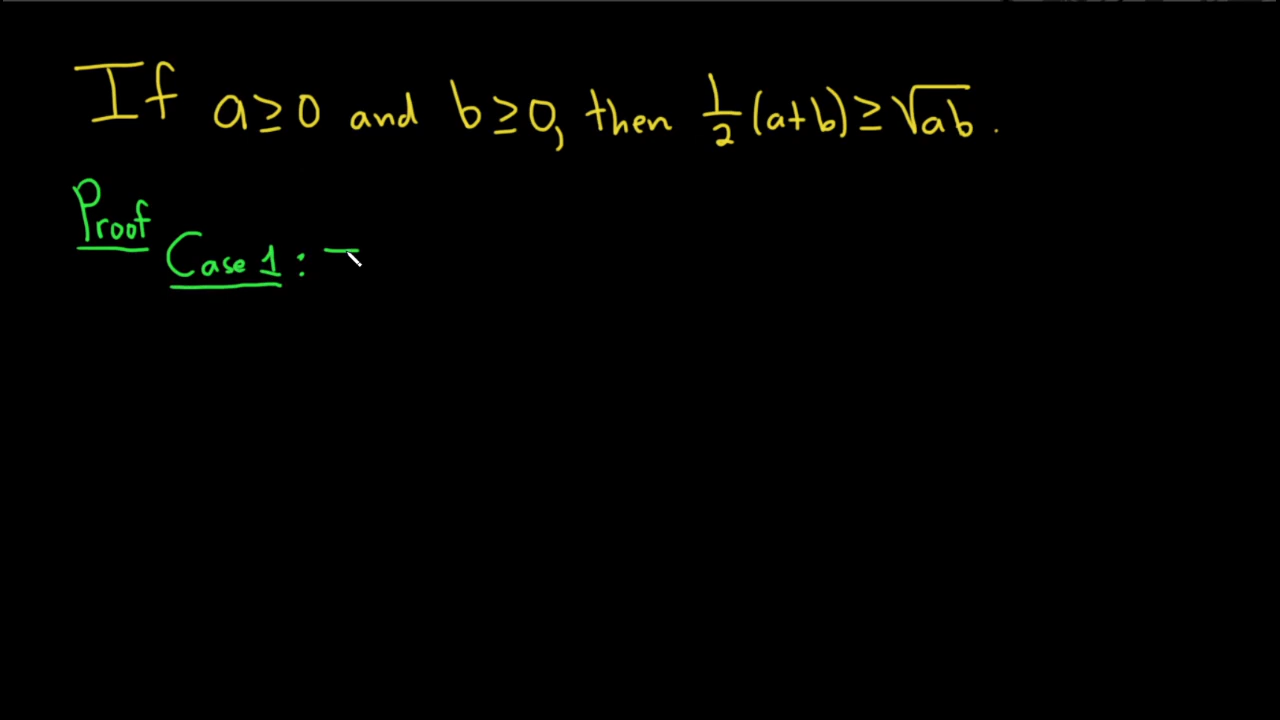 If a≥0 and b≥0, then 1/2(a+b)≥√ab.
Proof
Case 1: